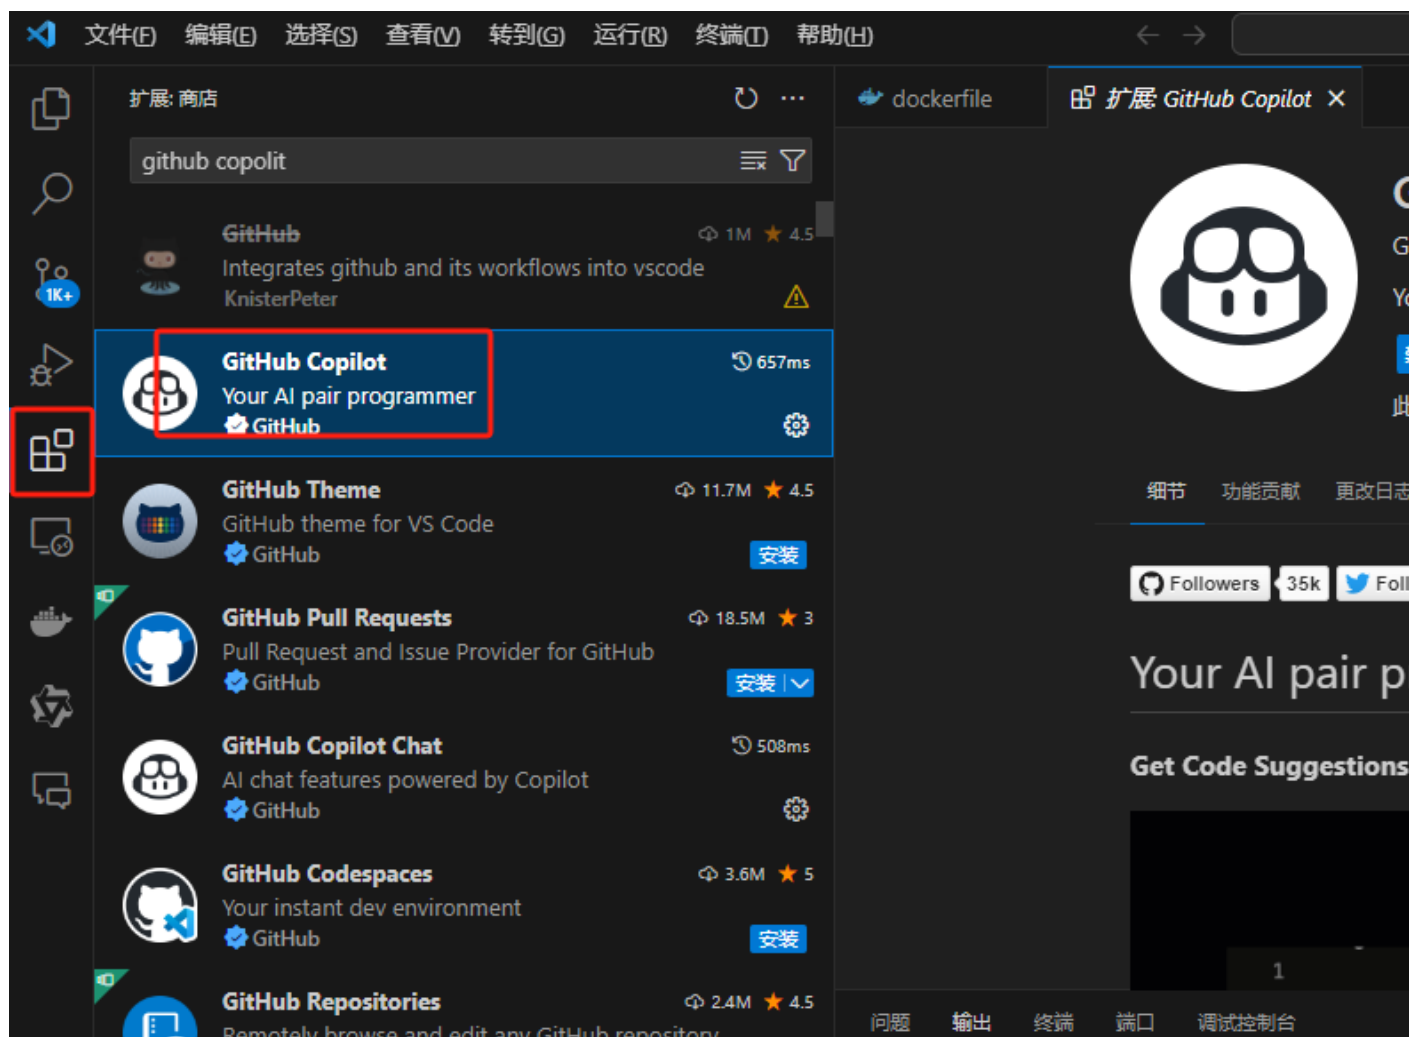 文件(F) 编辑(E) 选择(S) 查看(V) 转到(G) 运行(R) 终端(T) 帮助(H)
扩展: 商店
github copolit
GitHub 1M 4.5
Integrates github and its workflows into vscode
KnisterPeter
1K+
GitHub Copilot 657ms
Your AI pair programmer
GitHub
GitHub Theme 11.7M 4.5
GitHub theme for VS Code
GitHub 安装
GitHub Pull Requests 18.5M 3
Pull Request and Issue Provider for GitHub
GitHub 安装
GitHub Copilot Chat 508ms
AI chat features powered by Copilot
GitHub
GitHub Codespaces 3.6M 5
Your instant dev environment
GitHub 安装
GitHub Repositories 2.4M 4.5
Remotely browse and edit any GitHub repository
dockerfile 扩展: GitHub Copilot
细节 功能贡献 更改日志
Followers 35k
Your AI
Get Code Suggestions
1
问题 输出 终端 端口 调试控制台